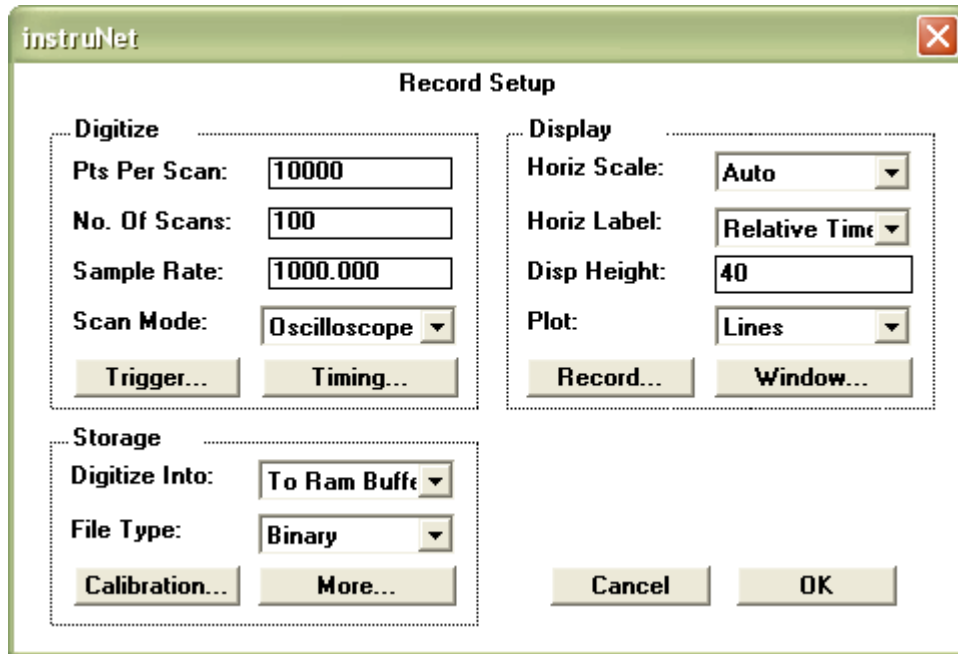 instruNet
Record Setup
Digitize
Pts Per Scan: 10000
No. Of Scans: 100
Sample Rate: 1000.000
Scan Mode: Oscilloscope
Trigger... Timing...
Display
Horiz Scale: Auto
Horiz Label: Relative Time
Disp Height: 40
Plot: Lines
Record... Window...
Storage
Digitize Into: To Ram Buffe
File Type: Binary
Calibration... More...
Cancel OK